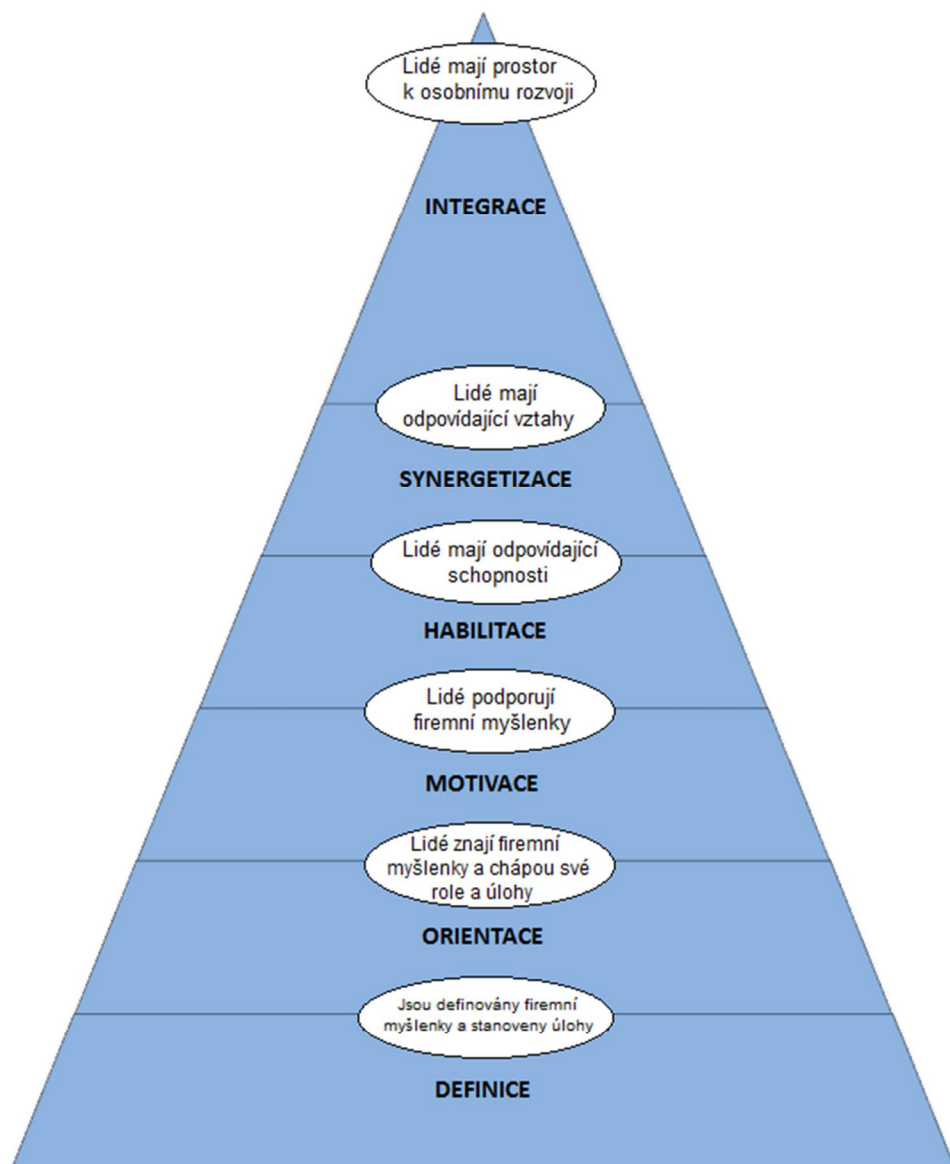 Lidé mají prostor
k osobnímu rozvoji
INTEGRACE
Lidé mají
odpovídající vztahy
SYNERGETIZACE
Lidé mají odpovídající
schopnosti
HABILITACE
Lidé podporují
firemní myšlenky
MOTIVACE
Lidé znají firemní
myšlenky a chápou své
role a úlohy
ORIENTACE
Jsou definovány firemní
myšlenky a stanoveny úlohy
DEFINICE